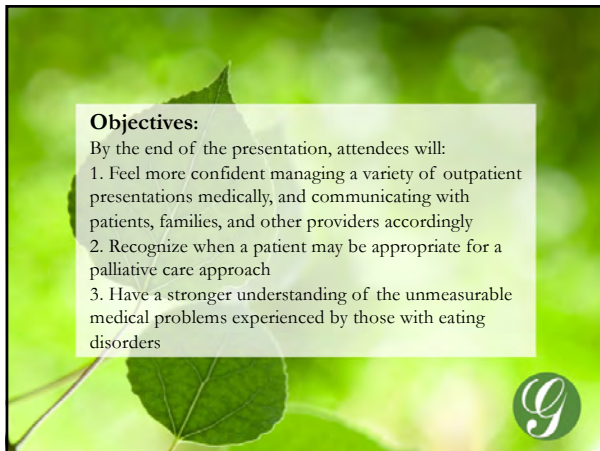 Objectives:
By the end of the presentation, attendees will:
1. Feel more confident managing a variety of outpatient
presentations medically, and communicating with
patients, families, and other providers accordingly
2. Recognize when a patient may be appropriate for a
palliative care approach
3. Have a stronger understanding of the unmeasurable
medical problems experienced by those with eating
disorders
G